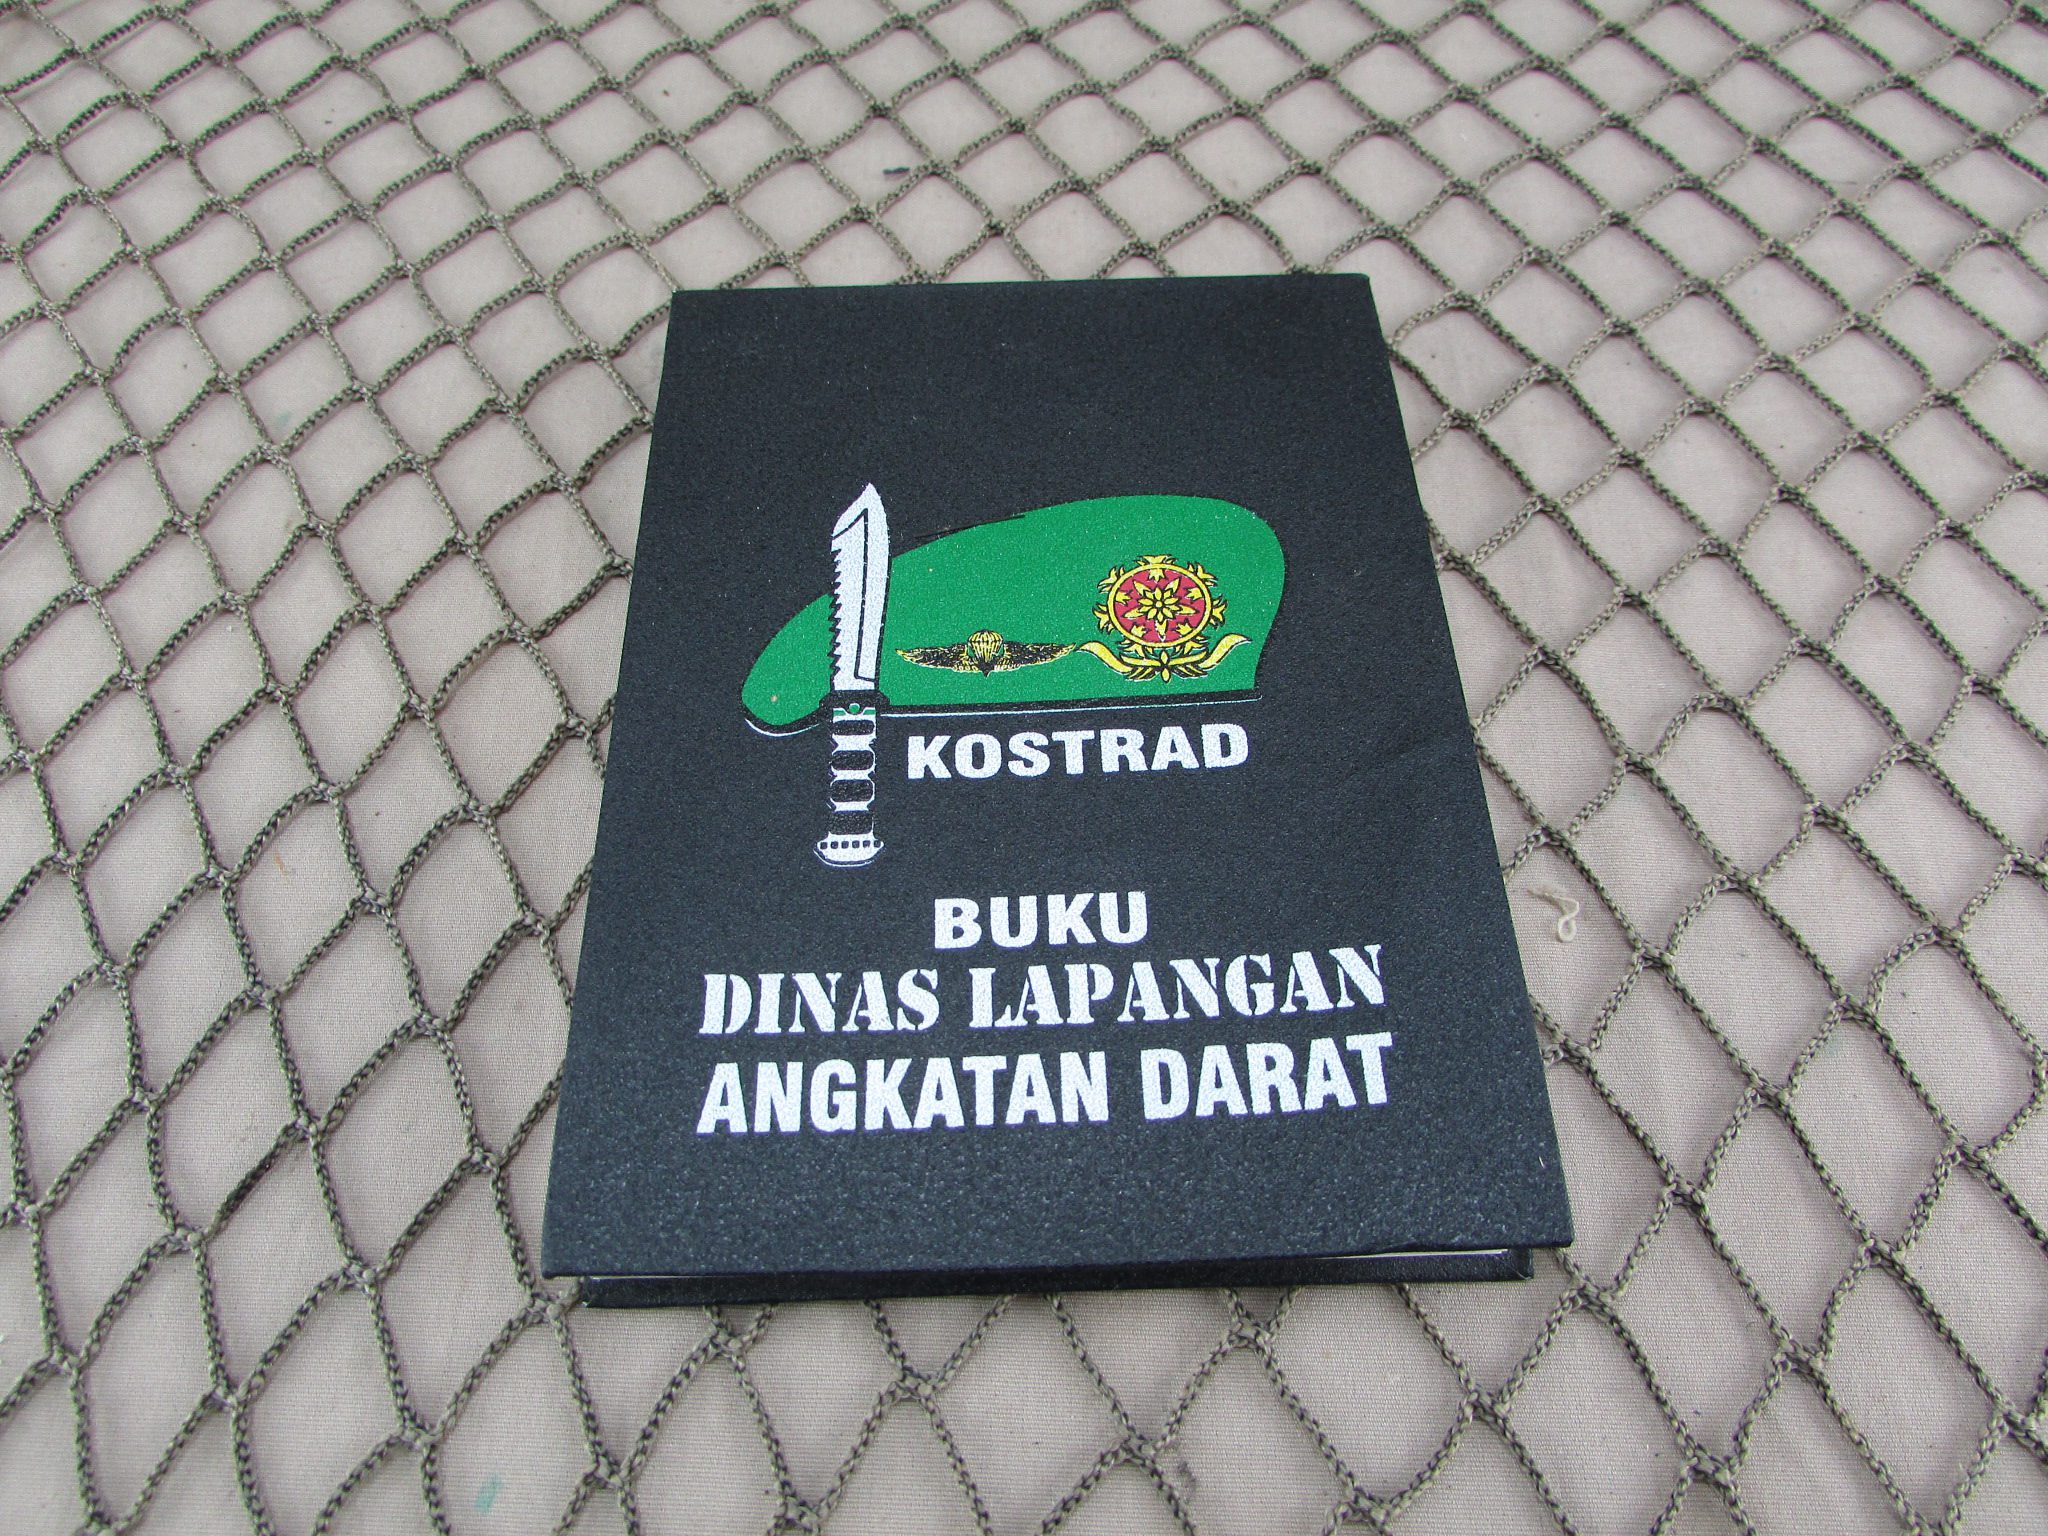 KOSTRAD
BUKU
DINAS LAPANGAN
ANGKATAN DARAT